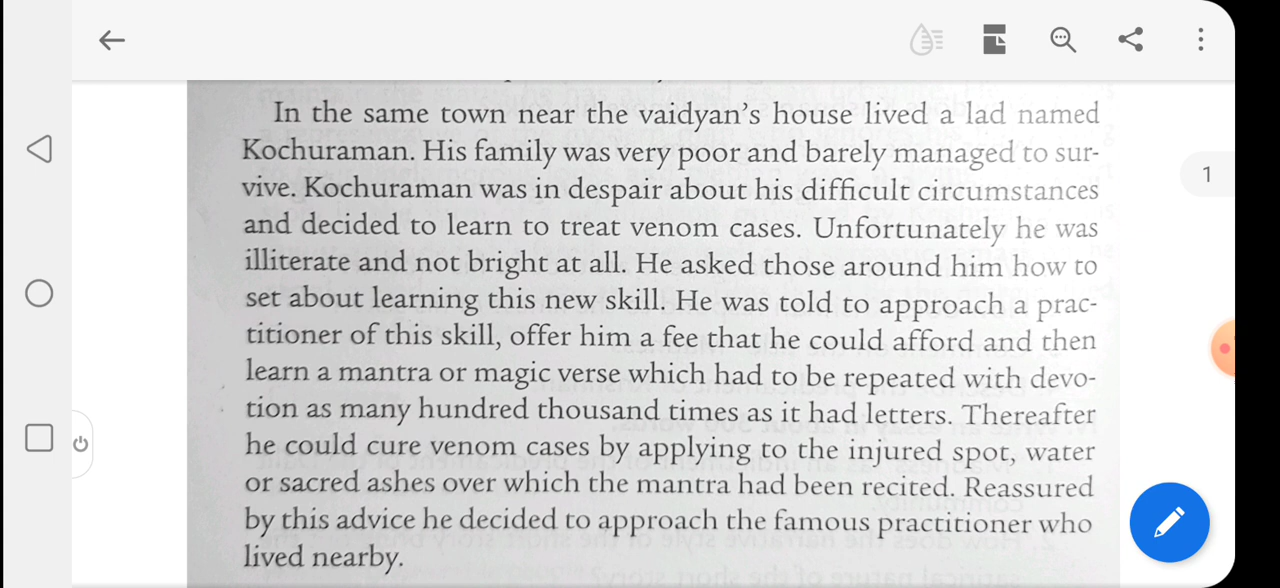 In the same town near the vaidyan's house lived a lad named
Kochuraman. His family was very poor and barely managed to sur-
vive. Kochuraman was in despair about his difficult circumstances
and decided to learn to treat venom cases. Unfortunately he was
illiterate and not bright at all. He asked those around him how to
set about learning this new skill. He was told to approach a prac-
titioner of this skill, offer him a fee that he could afford and then
learn a mantra or magic verse which had to be repeated with devo-
tion as many hundred thousand times as it had letters. Thereafter
he could cure venom cases by applying to the injured spot, water
or sacred ashes over which the mantra had been recited. Reassured
by this advice he decided to approach the famous practitioner who
lived nearby.
1